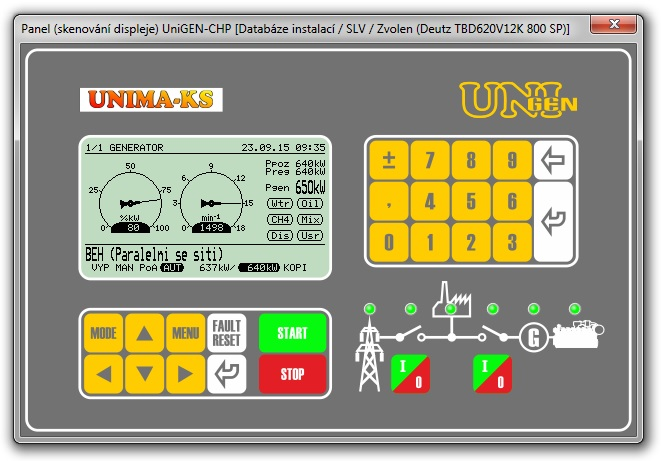 Panel (skenování displeje) UniGEN-CHP [Databáze instalací / SLV / Zvolen (Deutz TBD620V12K 800 SP)]
UNIMA-KS
UNI GEN
1/1 GENERATOR 23.09.15 09:35
Ppoz 640kW
Preg 640kW
Pgen 650kW
50
25 75
0 100
%/kW
80
9
6 12
3 15
0 18
min-1
1498
Wtr Oil
CH4 Mix
Dis Usr
BEH (Paralelni se siti)
VYP MAN PoA AUT 637kW/ 640kW KOPI
± 7 8 9
, 4 5 6
0 1 2 3
MODE MENU FAULT RESET START
STOP
G
I 0 I 0